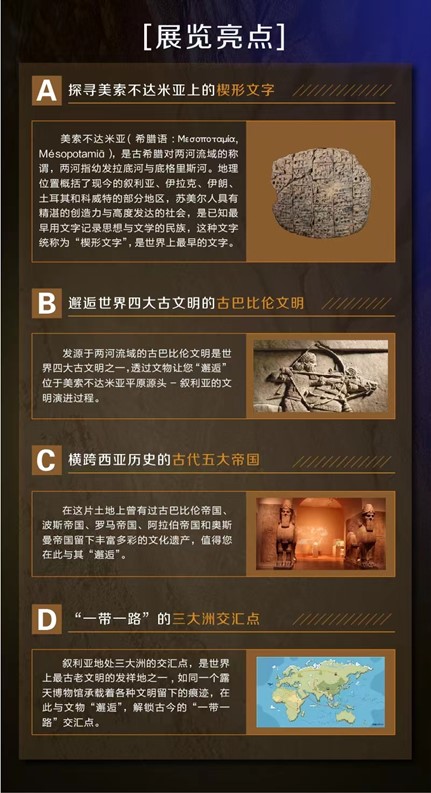 [展览亮点]
A 探寻美索不达米亚上的楔形文字
美索不达米亚(希腊语：Μεσοποταμία,
Mésopotamiā)，是古希腊对两河流域的称
谓，两河指幼发拉底河与底格里斯河。地理
位置概括了现今的叙利亚、伊拉克、伊朗、
土耳其和科威特的部分地区，苏美尔人具有
精湛的创造力与高度发达的社会，是已知最
早用文字记录思想与文学的民族，这种文字
统称为“楔形文字”，是世界上最早的文字。
B 邂逅世界四大古文明的古巴比伦文明
发源于两河流域的古巴比伦文明是世
界四大古文明之一，透过文物让您“邂逅”
位于美索不达米亚平原源头－叙利亚的文
明演进过程。
C 横跨西亚历史的古代五大帝国
在这片土地上曾有过古巴比伦帝国、
波斯帝国、罗马帝国、阿拉伯帝国和奥斯
曼帝国留下丰富多彩的文化遗产，值得您
在此与其“邂逅”。
D “一带一路”的三大洲交汇点
叙利亚地处三大洲的交汇点，是世界
上最古老文明的发祥地之一，如同一个露
天博物馆承载着各种文明留下的痕迹，在
此与文物“邂逅”，解锁古今的“一带一
路”交汇点。